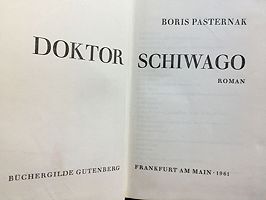 BORIS PASTERNAK
DOKTOR SCHIWAGO
ROMAN
BÜCHERGILDE GUTENBERG FRANKFURT AM MAIN · 1961